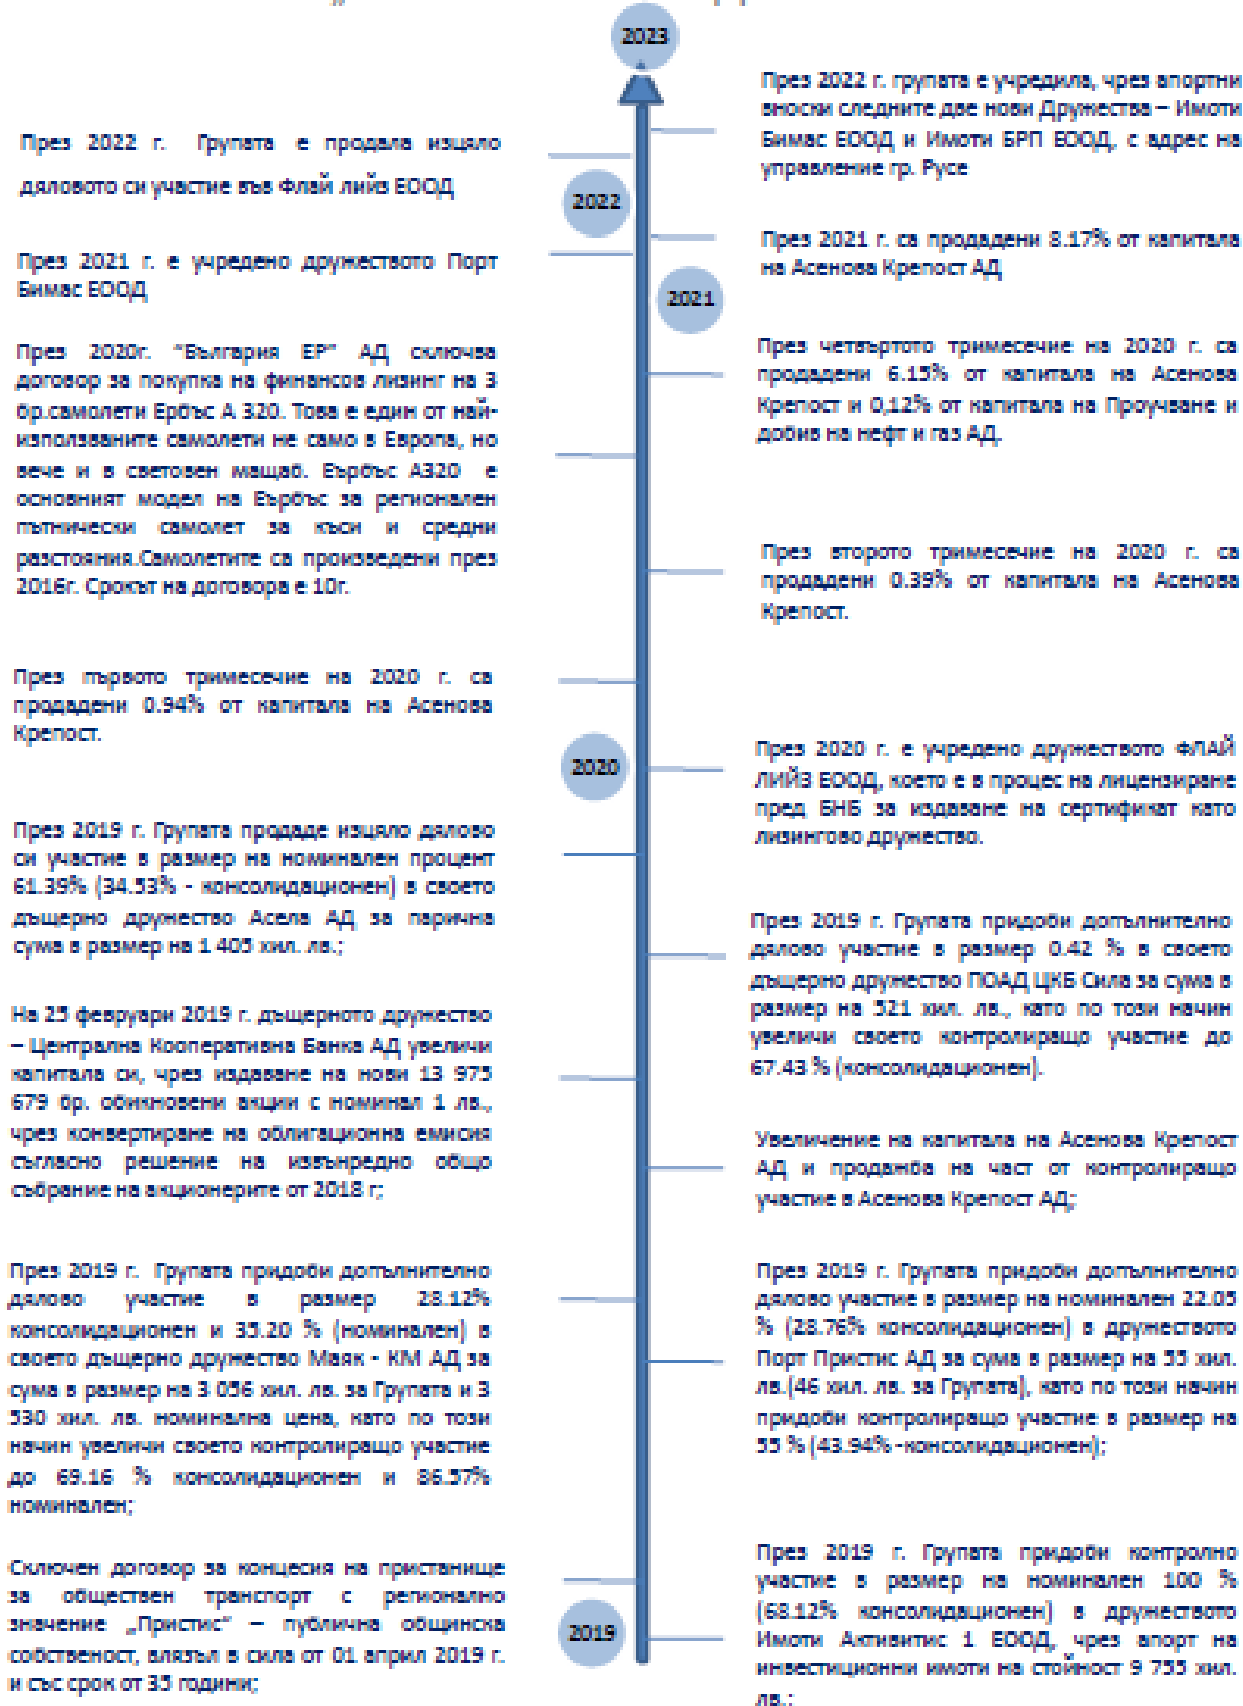 2023
През 2022 г. групата е учредила, чрез апортни
вноски следните две нови Дружества – Имоти
Бимас ЕООД и Имоти БРП ЕООД, с адрес на
управление гр. Русе
През 2022 г. Групата е продала изцяло
дяловото си участие във Флай лийз ЕООД
2022
През 2021 г. са продадени 8.17% от капитала
на Асенова Крепост АД
През 2021 г. е учредено дружеството Порт
Бимас ЕООД
2021
През четвъртото тримесечие на 2020 г. са
продадени 6.15% от капитала на Асенова
Крепост и 0,12% от капитала на Проучване и
добив на нефт и газ АД.
През 2020г. "България ЕР" АД сключва
договор за покупка на финансов лизинг на 3
бр.самолети Ербъс А 320. Това е един от най-
използваните самолети не само в Европа, но
вече и в световен мащаб. Еърбъс А320 е
основният модел на Еърбъс за регионален
пътнически самолет за къси и средни
разстояния.Самолетите са произведени през
2016г. Срокът на договора е 10г.
През второто тримесечие на 2020 г. са
продадени 0.39% от капитала на Асенова
Крепост.
През първото тримесечие на 2020 г. са
продадени 0.94% от капитала на Асенова
Крепост.
2020
През 2020 г. е учредено дружеството ФЛАЙ
ЛИЙЗ ЕООД, което е в процес на лицензиране
пред БНБ за издаване на сертификат като
лизингово дружество.
През 2019 г. Групата продаде изцяло дялово
си участие в размер на номинален процент
61.39% (34.53% - консолидационен) в своето
дъщерно дружество Асела АД за парична
сума в размер на 1 405 хил. лв.;
През 2019 г. Групата придоби допълнително
дялово участие в размер 0.42 % в своето
дъщерно дружество ПОАД ЦКБ Сила за сума в
размер на 521 хил. лв., като по този начин
увеличи своето контролиращо участие до
67.43 % (консолидационен).
На 25 февруари 2019 г. дъщерното дружество
– Централна Кооперативна Банка АД увеличи
капитала си, чрез издаване на нови 13 975
679 бр. обикновени акции с номинал 1 лв.,
чрез конвертиране на облигационна емисия
съгласно решение на извънредно общо
събрание на акционерите от 2018 г;
Увеличение на капитала на Асенова Крепост
АД и продажба на част от контролиращо
участие в Асенова Крепост АД;
През 2019 г. Групата придоби допълнително
дялово участие в размер 28.12%
консолидационен и 35.20 % (номинален) в
своето дъщерно дружество Маяк - КМ АД за
сума в размер на 3 056 хил. лв. за Групата и 3
530 хил. лв. номинална цена, като по този
начин увеличи своето контролиращо участие
до 69.16 % консолидационен и 86.57%
номинален;
През 2019 г. Групата придоби допълнително
дялово участие в размер на номинален 22.05
% (28.76% консолидационен) в дружеството
Порт Пристис АД за сума в размер на 55 хил.
лв.(46 хил. лв. за Групата), като по този начин
придоби контролиращо участие в размер на
55 % (43.94% -консолидационен);
Сключен договор за концесия на пристанище
за обществен транспорт с регионално
значение „Пристис" – публична общинска
собственост, влязъл в сила от 01 април 2019 г.
и със срок от 35 години;
2019
През 2019 г. Групата придоби контролно
участие в размер на номинален 100 %
(68.12% консолидационен) в дружеството
Имоти Активитис 1 ЕООД, чрез апорт на
инвестиционни имоти на стойност 9 755 хил.
лв.;